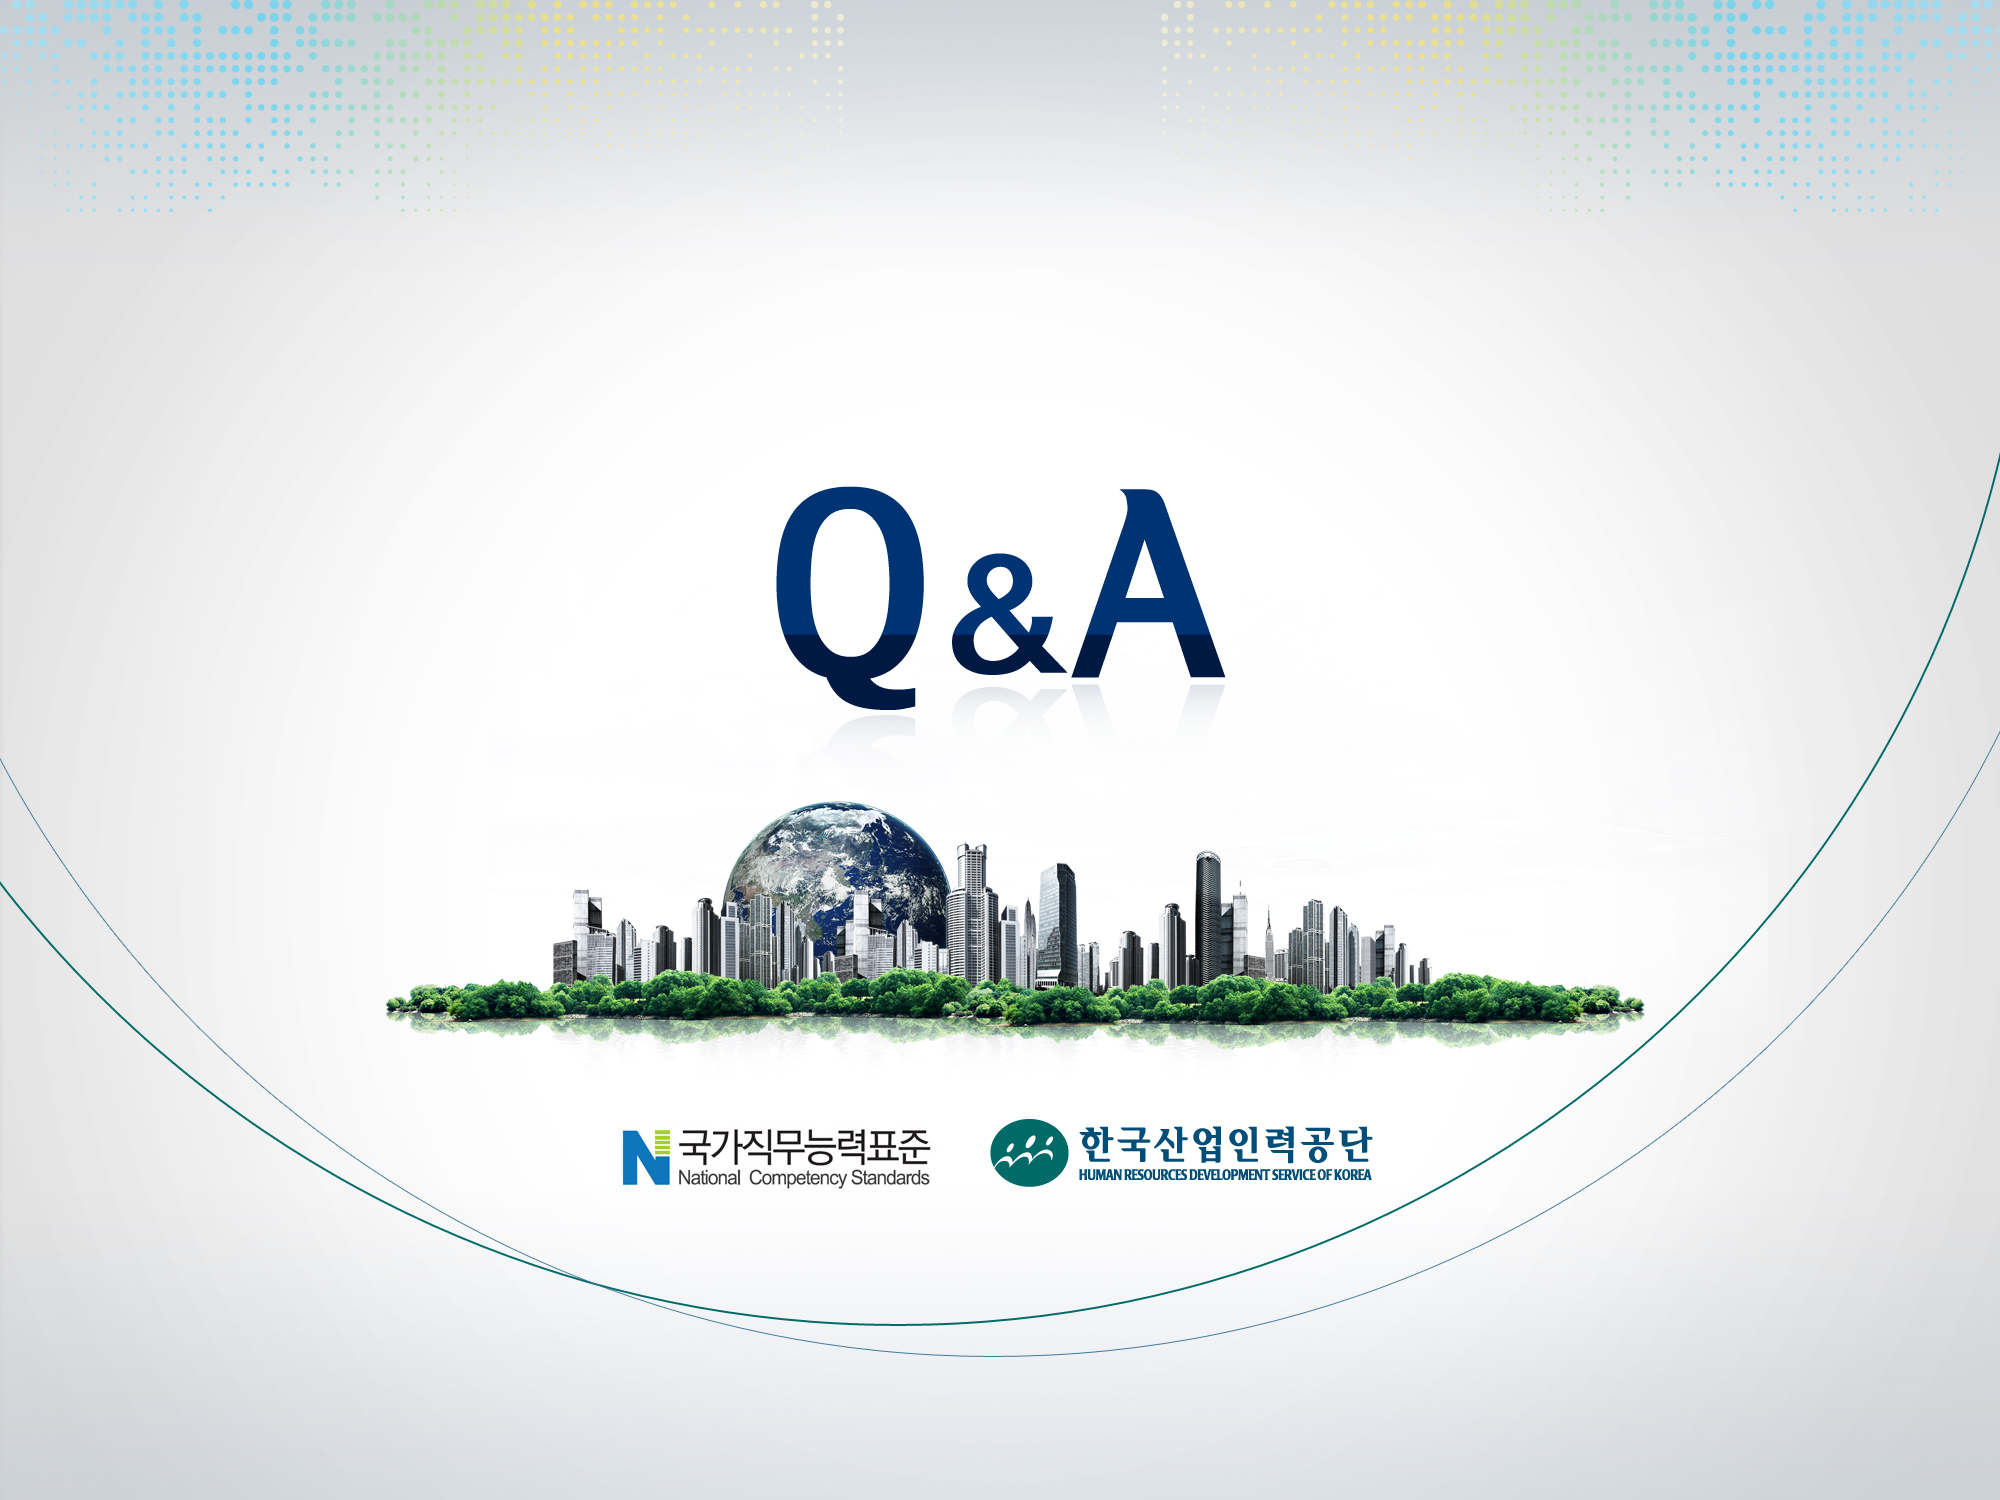 Q & A
국가직무능력표준
National Competency Standards
한국산업인력공단
HUMAN RESOURCES DEVELOPMENT SERVICE OF KOREA